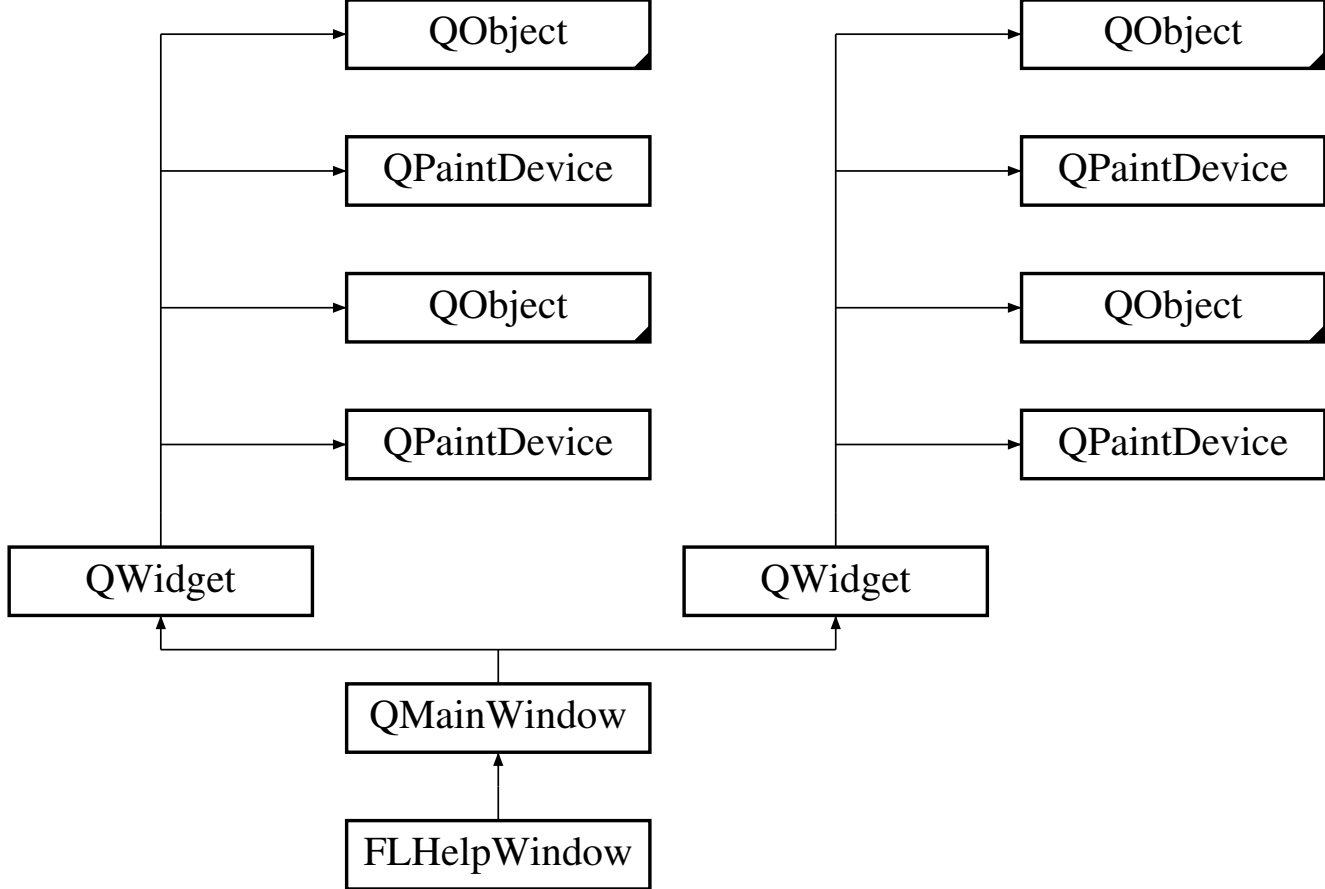 QObject
QObject
QPaintDevice
QPaintDevice
QObject
QObject
QPaintDevice
QPaintDevice
QWidget
QWidget
QMainWindow
FLHelpWindow